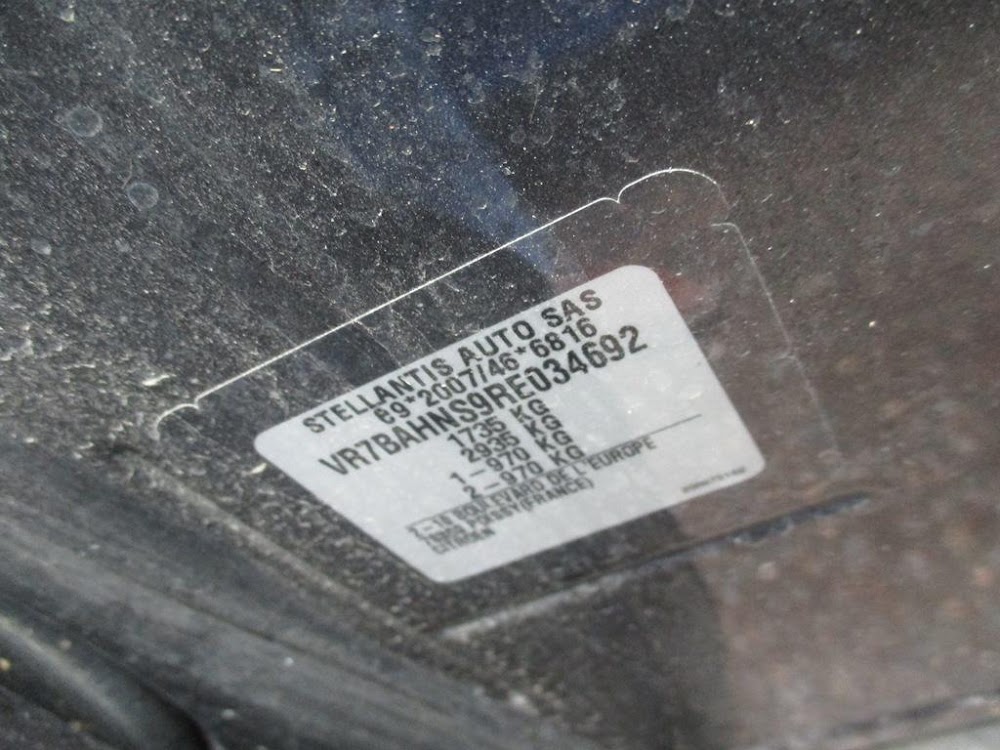 STELLANTIS AUTO SAS
e9*2007/46*6816
VR7BAHNS9RE034692
1735 KG
2935 KG
1-970 KG
2-970 KG
2-10 BOULEVARD DE L'EUROPE
POISSY(FRANCE)
CITROEN